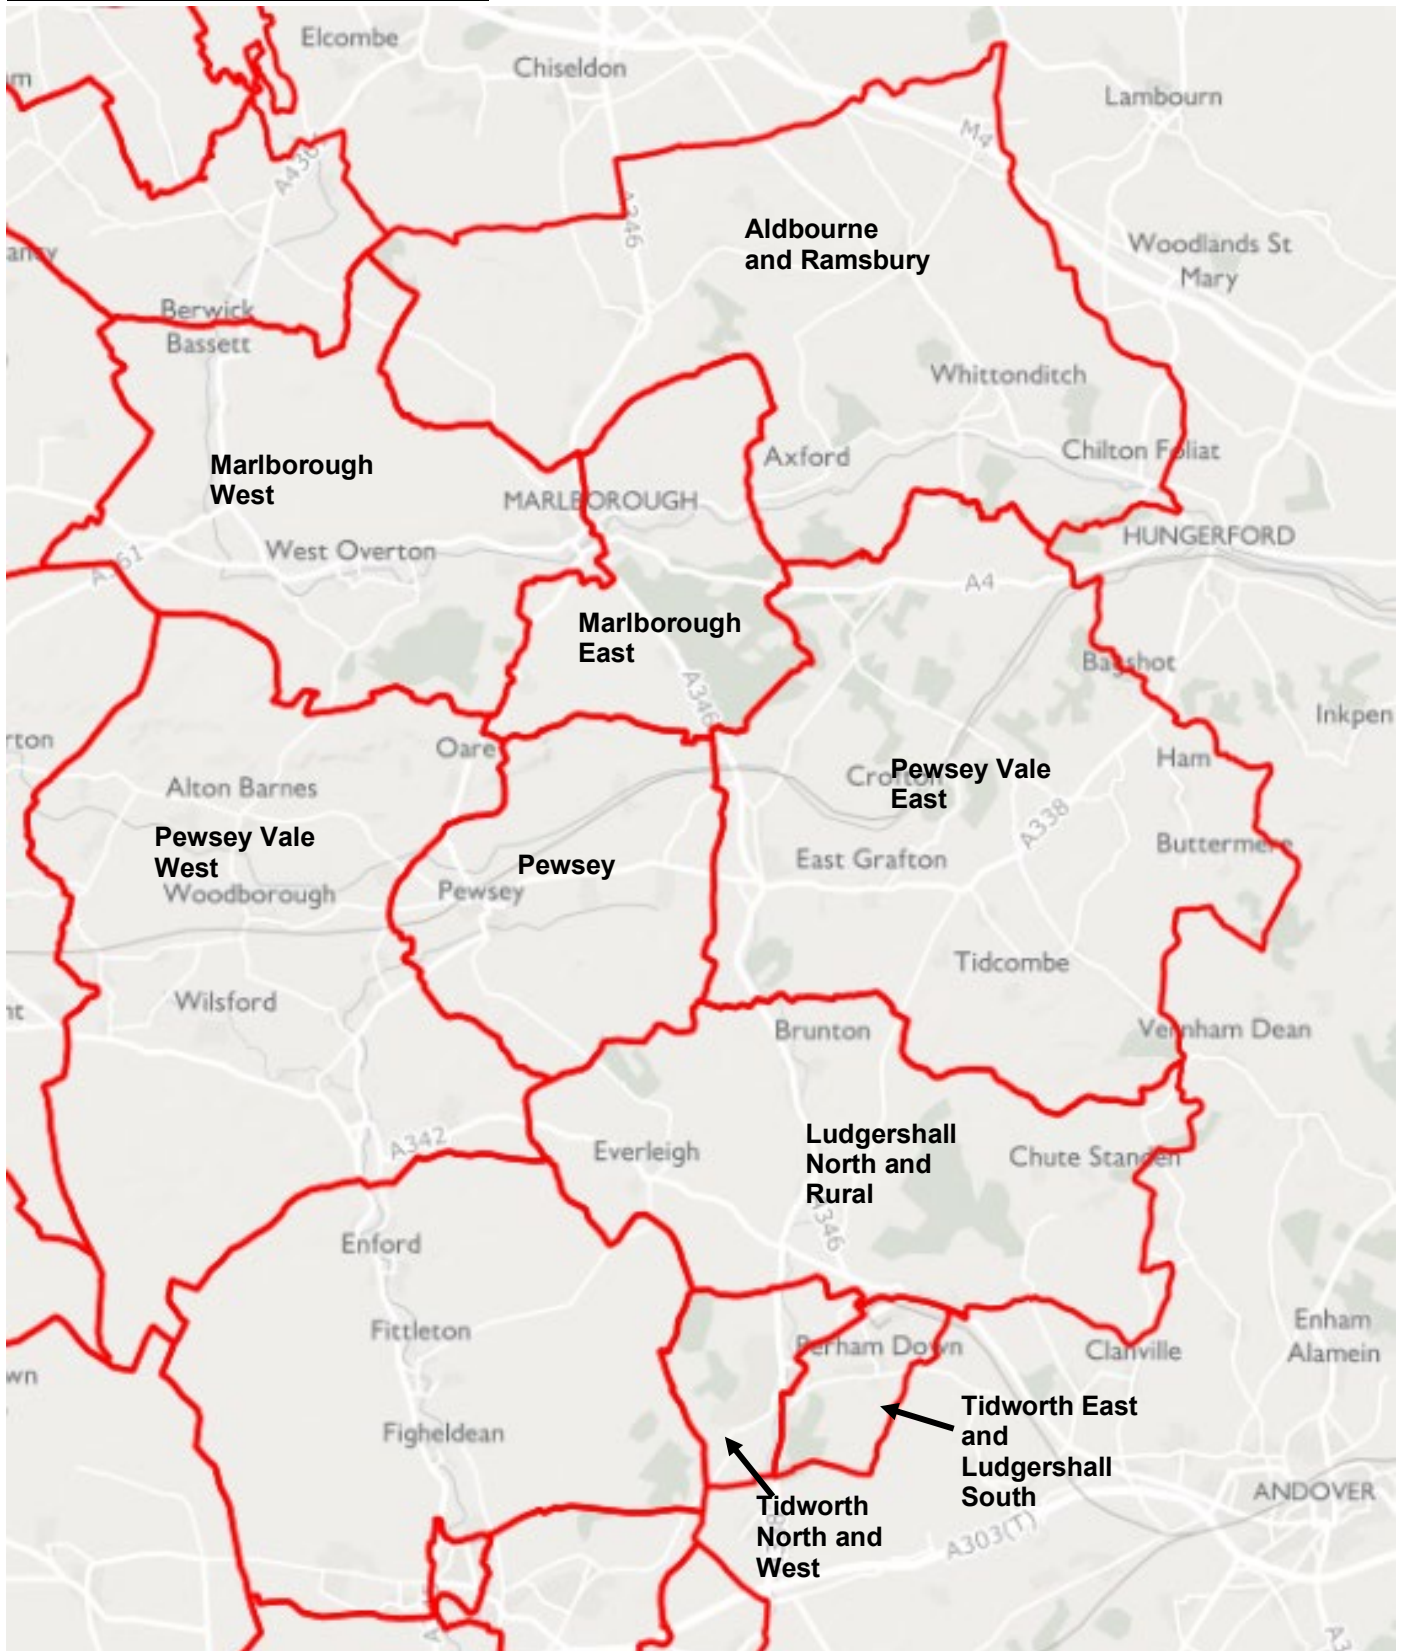 Elcombe
Chiseldon
Lambourn
M4
A346
Aldbourne
and Ramsbury
Woodlands St
Mary
Berwick
Bassett
Whittonditch
Marlborough
West
Axford
Chilton Foliat
MARLBOROUGH
HUNGERFORD
West Overton
A4
Marlborough
East
Bagshot
A346
Inkpen
Oare
Ham
Alton Barnes
Crofton
Pewsey Vale
East
A338
Pewsey Vale
West
Pewsey
East Grafton
Buttermere
Woodborough
Pewsey
Tidcombe
Wilsford
Brunton
Vernham Dean
A342
Everleigh
Ludgershall
North and
Rural
Chute Standen
A346
Enford
Fittleton
Perham Down
Clanville
Enham
Alamein
Figheldean
Tidworth East
and
Ludgershall
South
Tidworth
North and
West
ANDOVER
A303(T)